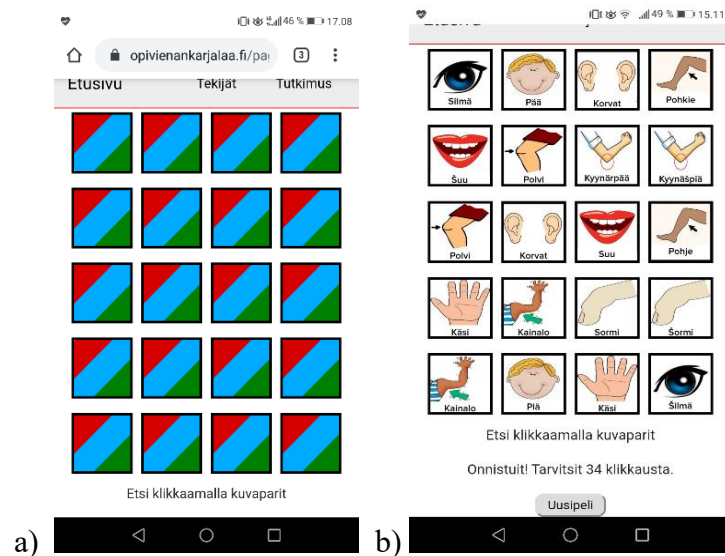 46 % 17.08
opivienankarjalaa.fi/pa 3
Etusivu Tekijät Tutkimus
Etsi klikkaamalla kuvaparit
a)
49 % 15.11
Silmä Pää Korvat Pohkie
Šuu Polvi Kyynärpää Kyynäšpiä
Polvi Korvat Suu Pohje
Käsi Kainalo Sormi Šormi
Kainalo Piä Käsi Šilmä
Etsi klikkaamalla kuvaparit
Onnistuit! Tarvitsit 34 klikkausta.
Uusipeli
b)